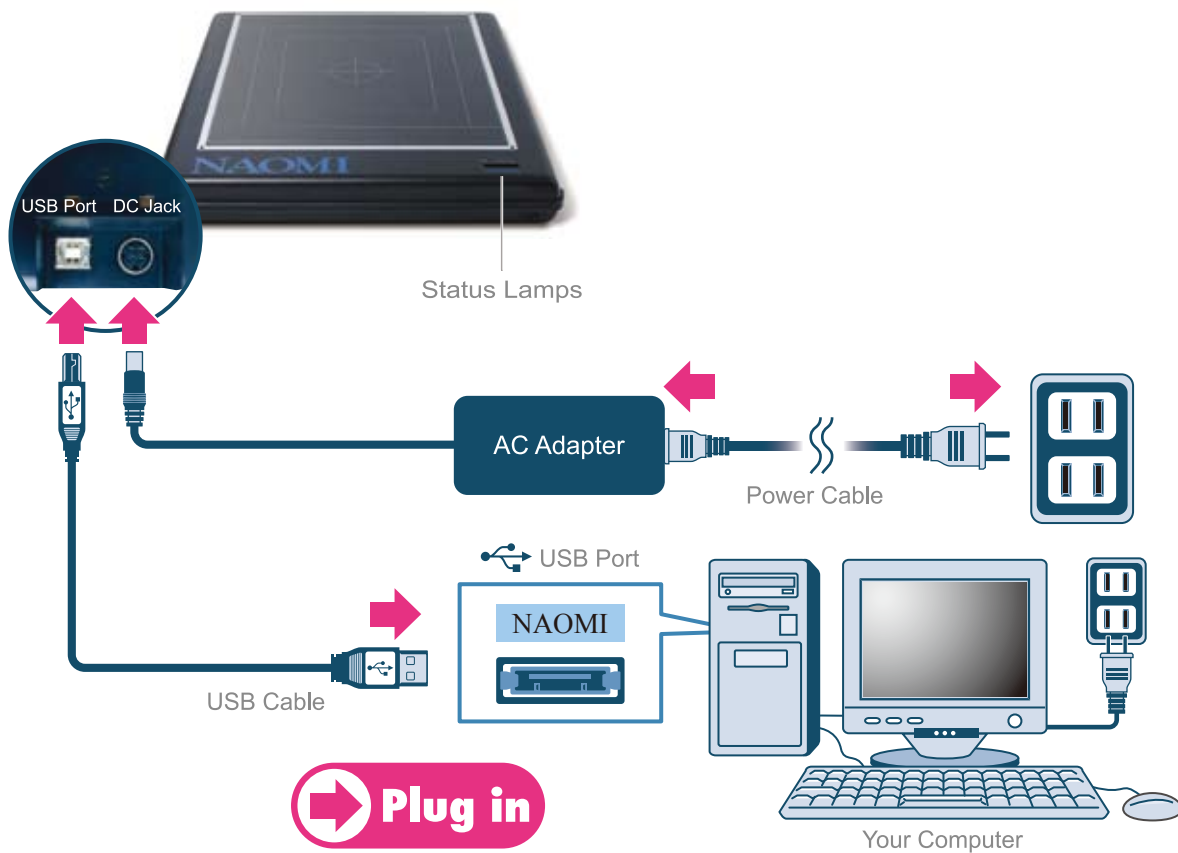 NAOMI
USB Port
DC Jack
Status Lamps
AC Adapter
Power Cable
USB Port
NAOMI
USB Cable
Plug in
Your Computer